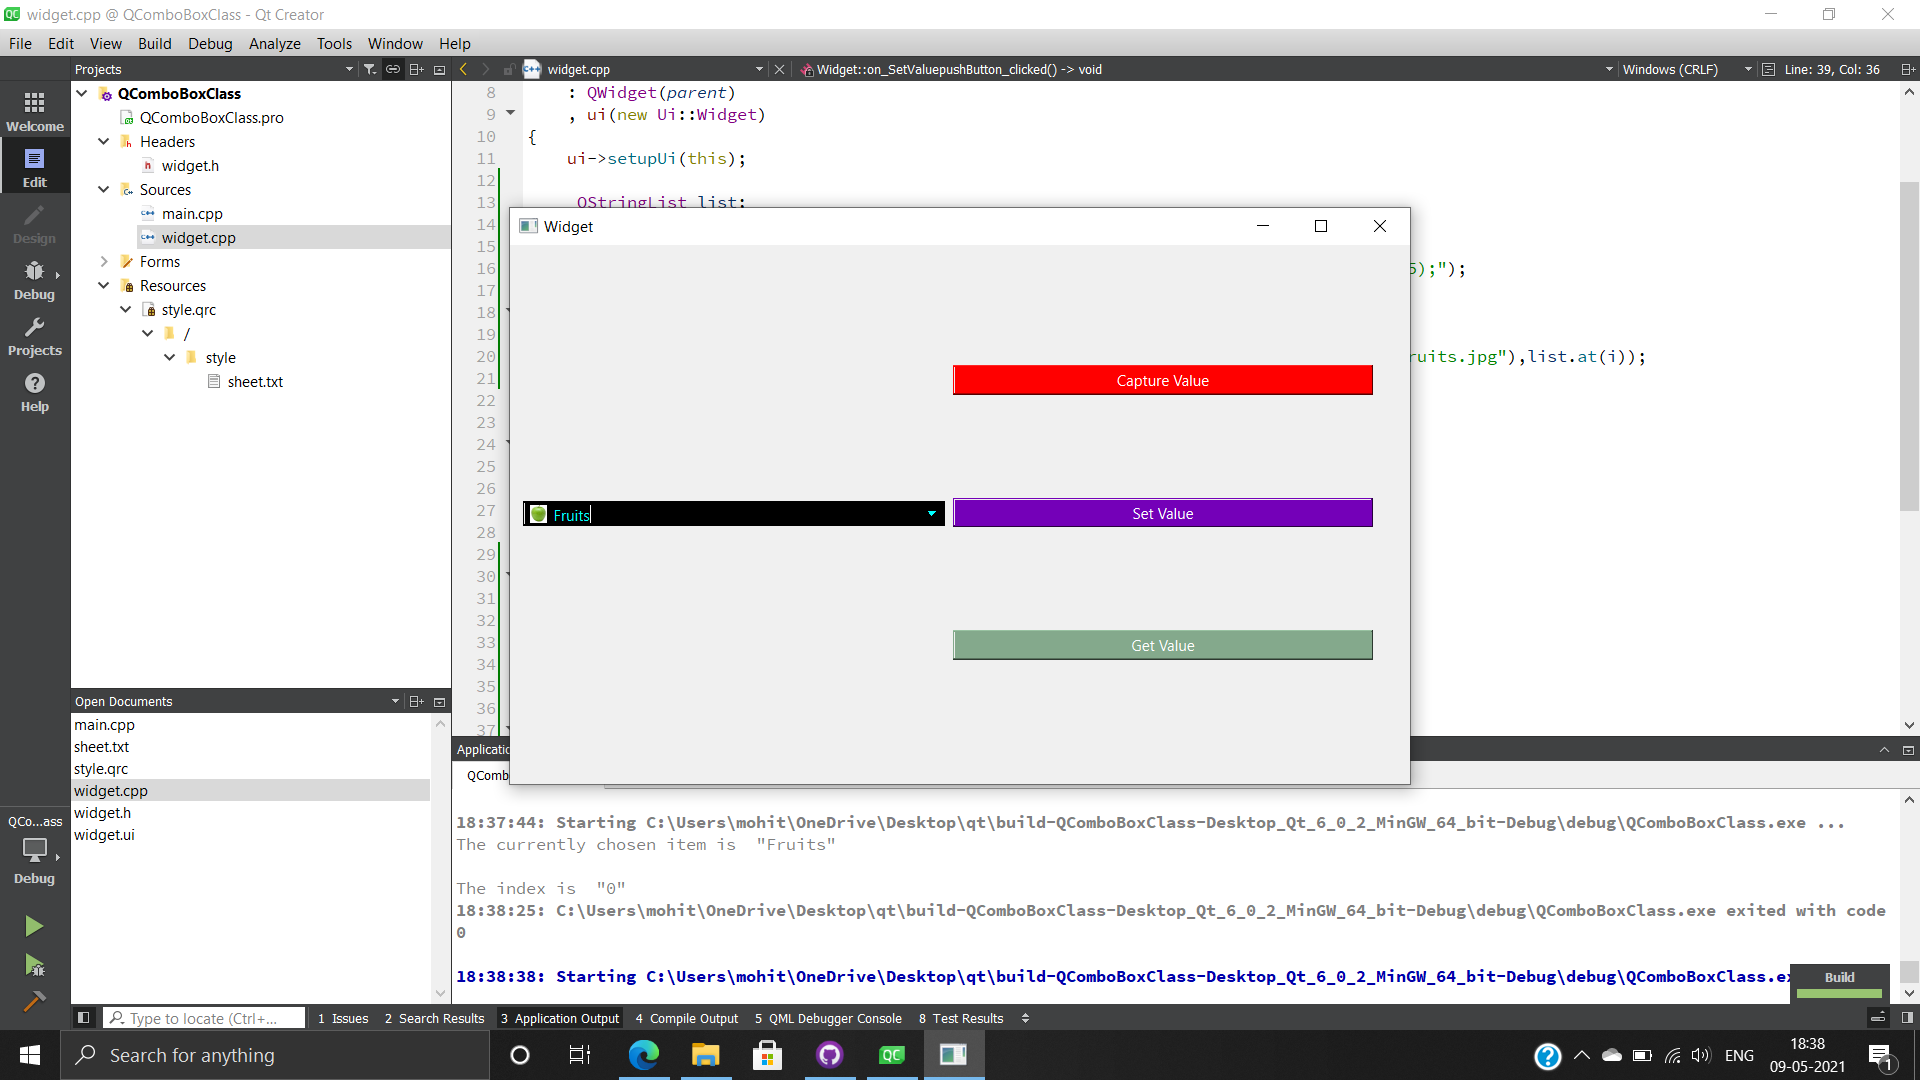 widget.cpp @ QComboBoxClass - Qt Creator
File Edit View Build Debug Analyze Tools Window Help
Projects
widget.cpp
Widget::on_SetValuepushButton_clicked() -> void
Windows (CRLF)
Line: 39, Col: 36
Welcome
Edit
Design
Debug
Projects
Help
QComboBoxClass
QComboBoxClass.pro
Headers
widget.h
Sources
main.cpp
widget.cpp
Forms
Resources
style.qrc
/
style
sheet.txt
8 : QWidget(parent)
9 , ui(new Ui::Widget)
10 {
11 ui->setupUi(this);
12
13 QStringList list;
14
15
16 5);");
17
18
19
20 ruits.jpg"),list.at(i));
21
22
23
24
25
26
27
28
29
30
31
32
33
34
35
36
37
Widget
Capture Value
Fruits
Set Value
Get Value
Open Documents
main.cpp
sheet.txt
style.qrc
widget.cpp
widget.h
widget.ui
QCo...ass
Debug
Applicatic
QComb
18:37:44: Starting C:\Users\mohit\OneDrive\Desktop\qt\build-QComboBoxClass-Desktop_Qt_6_0_2_MinGW_64_bit-Debug\debug\QComboBoxClass.exe ...
The currently chosen item is "Fruits"
The index is "0"
18:38:25: C:\Users\mohit\OneDrive\Desktop\qt\build-QComboBoxClass-Desktop_Qt_6_0_2_MinGW_64_bit-Debug\debug\QComboBoxClass.exe exited with code
0
18:38:38: Starting C:\Users\mohit\OneDrive\Desktop\qt\build-QComboBoxClass-Desktop_Qt_6_0_2_MinGW_64_bit-Debug\debug\QComboBoxClass.ex
Build
Type to locate (Ctrl+...
1 Issues 2 Search Results 3 Application Output 4 Compile Output 5 QML Debugger Console 8 Test Results
Search for anything
ENG
18:38
09-05-2021
1